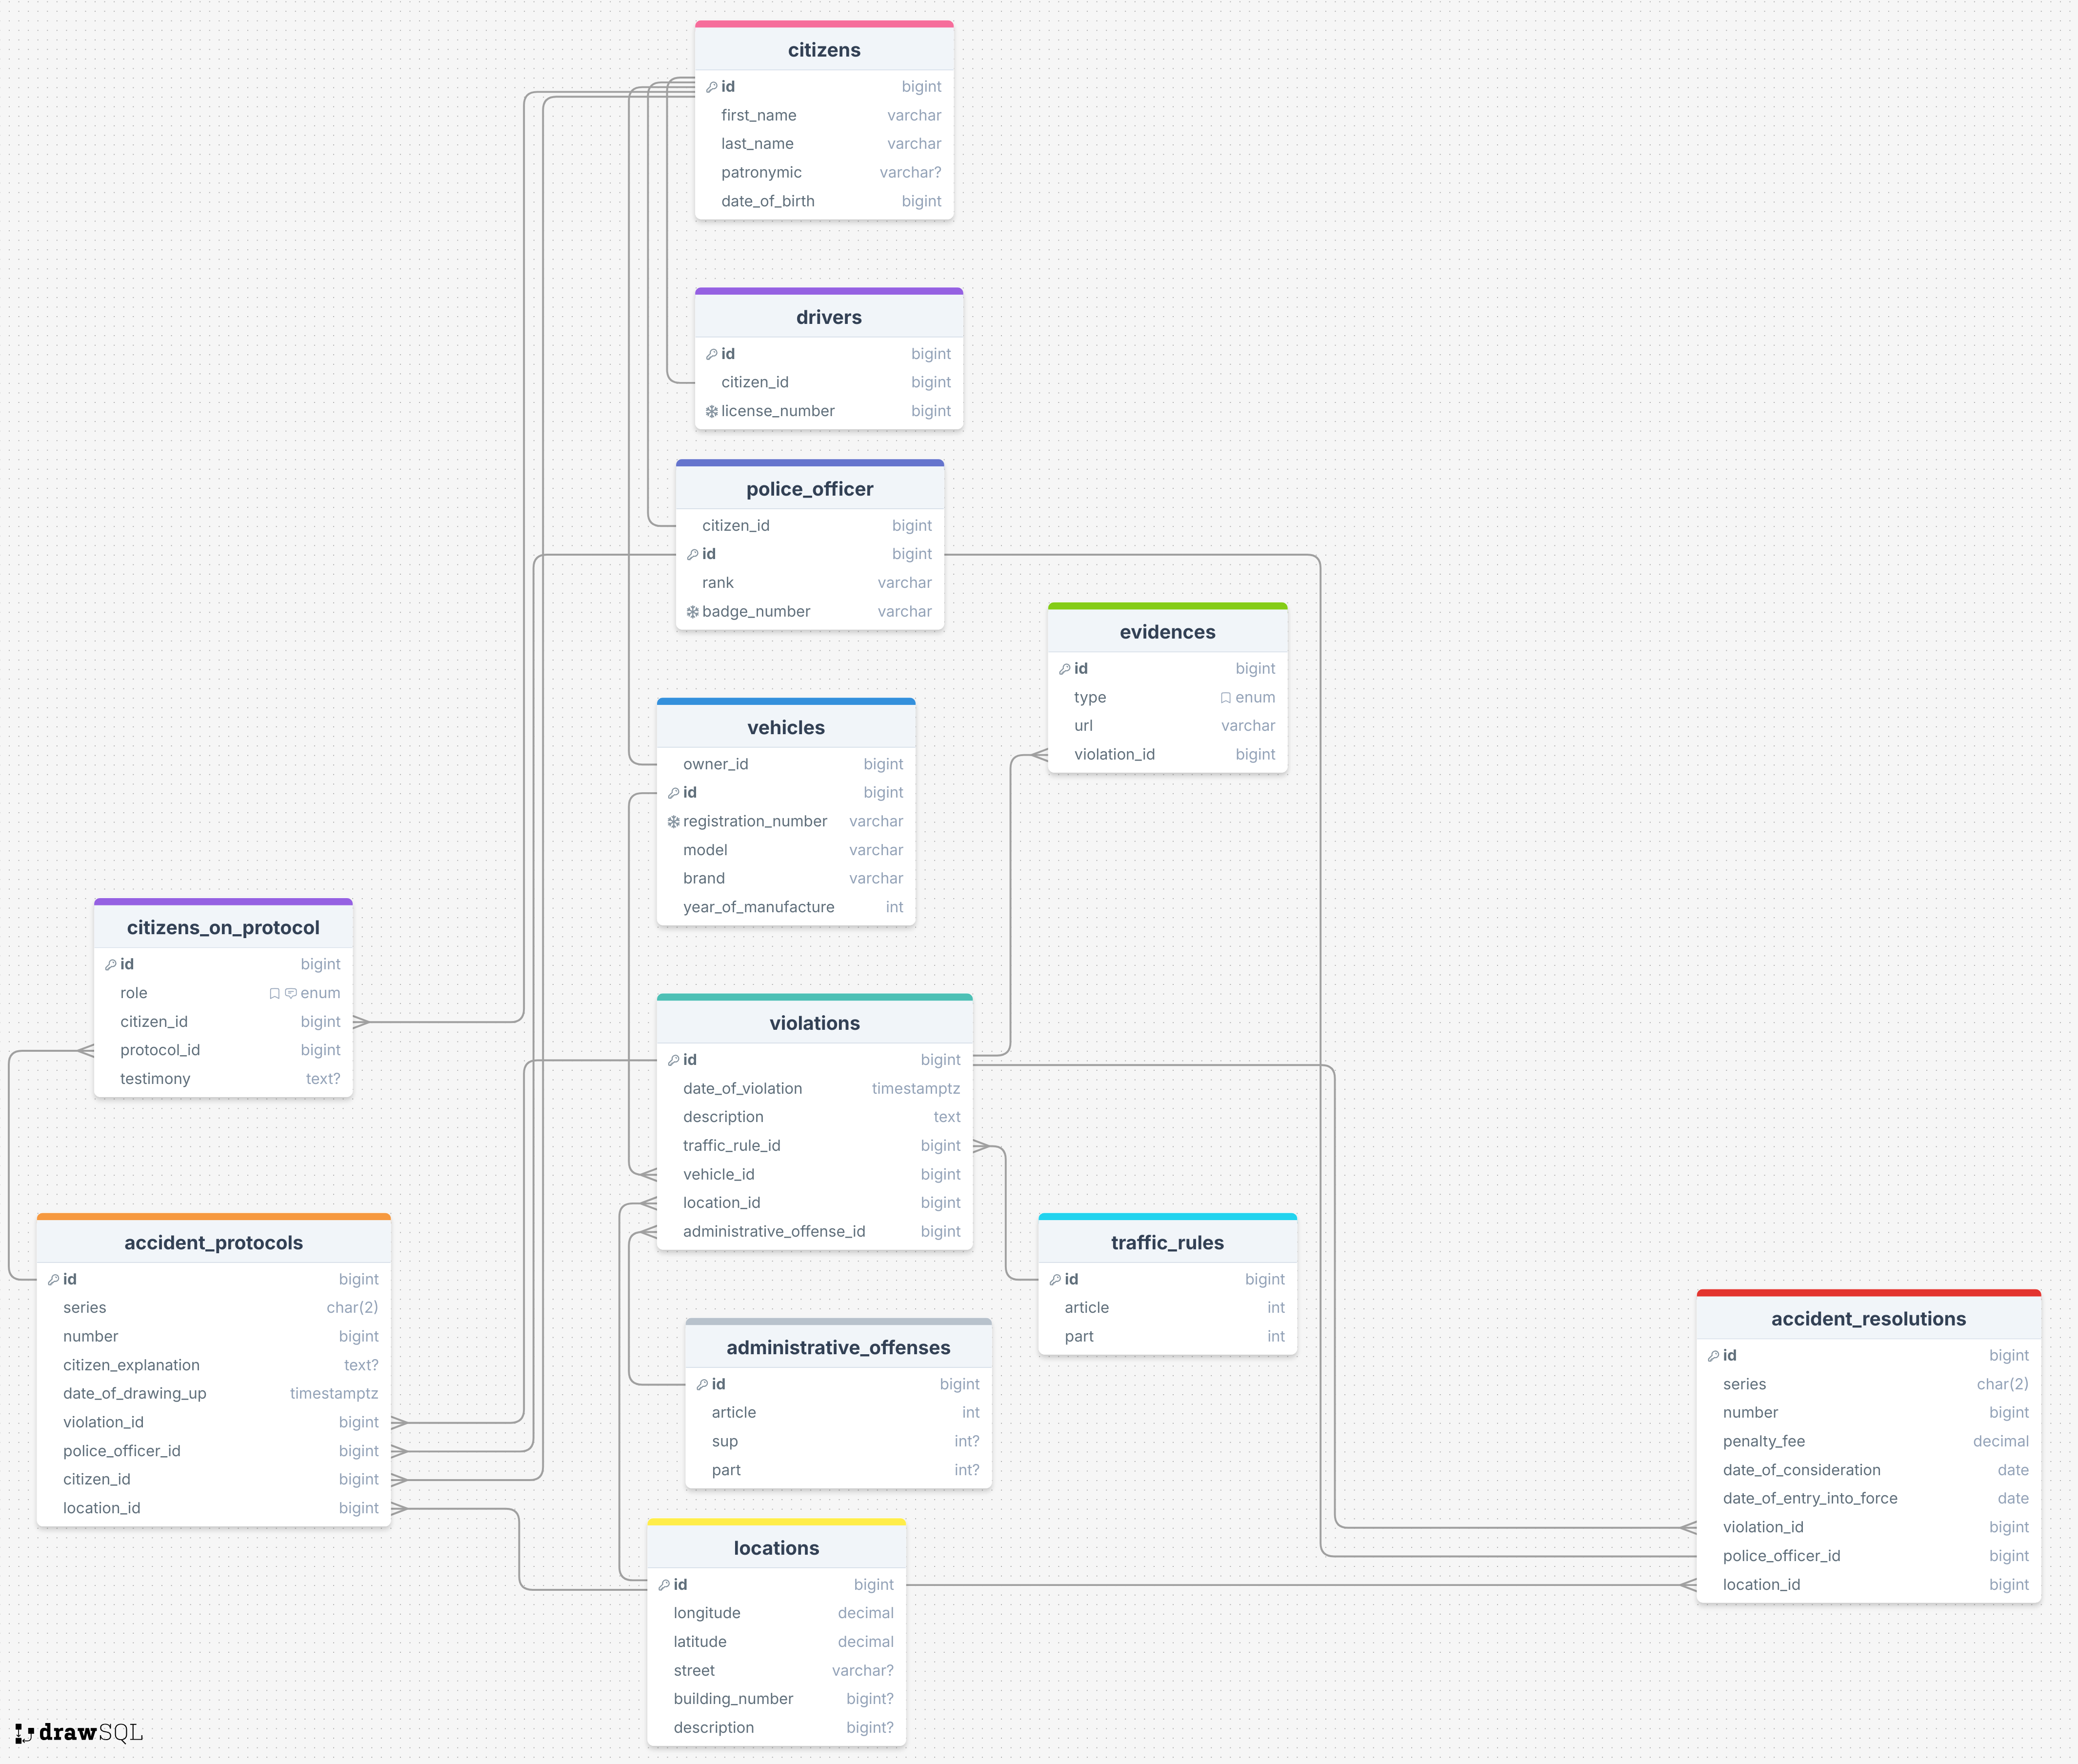 citizens
id bigint
first_name varchar
last_name varchar
patronymic varchar?
date_of_birth bigint
drivers
id bigint
citizen_id bigint
license_number bigint
police_officer
citizen_id bigint
id bigint
rank varchar
badge_number varchar
evidences
id bigint
type enum
url varchar
violation_id bigint
vehicles
owner_id bigint
id bigint
registration_number varchar
model varchar
brand varchar
year_of_manufacture int
citizens_on_protocol
id bigint
role enum
citizen_id bigint
protocol_id bigint
testimony text?
violations
id bigint
date_of_violation timestamptz
description text
traffic_rule_id bigint
vehicle_id bigint
location_id bigint
administrative_offense_id bigint
accident_protocols
id bigint
series char(2)
number bigint
citizen_explanation text?
date_of_drawing_up timestamptz
violation_id bigint
police_officer_id bigint
citizen_id bigint
location_id bigint
traffic_rules
id bigint
article int
part int
administrative_offenses
id bigint
article int
sup int?
part int?
accident_resolutions
id bigint
series char(2)
number bigint
penalty_fee decimal
date_of_consideration date
date_of_entry_into_force date
violation_id bigint
police_officer_id bigint
location_id bigint
locations
id bigint
longitude decimal
latitude decimal
street varchar?
building_number bigint?
description bigint?
drawSQL